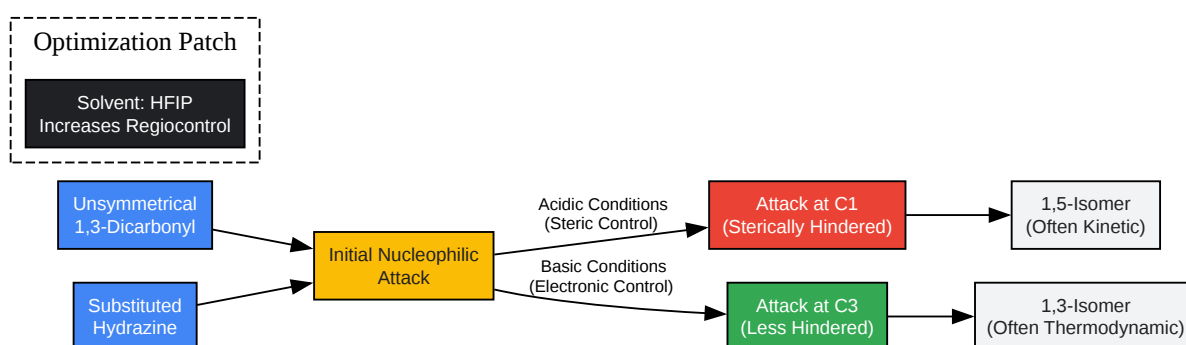 Optimization Patch
Solvent: HFIP
Increases Regiocontrol
Unsymmetrical
1,3-Dicarbonyl
Substituted
Hydrazine
Initial Nucleophilic
Attack
Acidic Conditions
(Steric Control)
Basic Conditions
(Electronic Control)
Attack at C1
(Sterically Hindered)
Attack at C3
(Less Hindered)
1,5-Isomer
(Often Kinetic)
1,3-Isomer
(Often Thermodynamic)